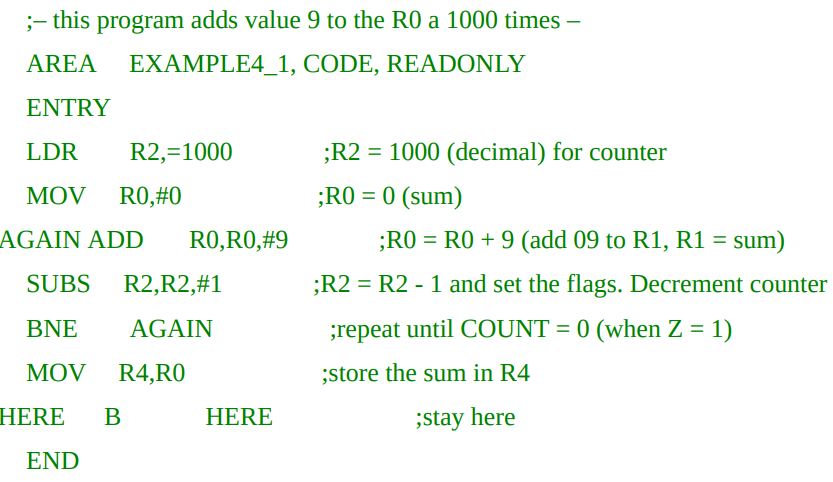 ;– this program adds value 9 to the R0 a 1000 times –
AREA EXAMPLE4_1, CODE, READONLY
ENTRY
LDR R2,=1000 ;R2 = 1000 (decimal) for counter
MOV R0,#0 ;R0 = 0 (sum)
AGAIN ADD R0,R0,#9 ;R0 = R0 + 9 (add 09 to R1, R1 = sum)
SUBS R2,R2,#1 ;R2 = R2 - 1 and set the flags. Decrement counter
BNE AGAIN ;repeat until COUNT = 0 (when Z = 1)
MOV R4,R0 ;store the sum in R4
HERE B HERE ;stay here
END